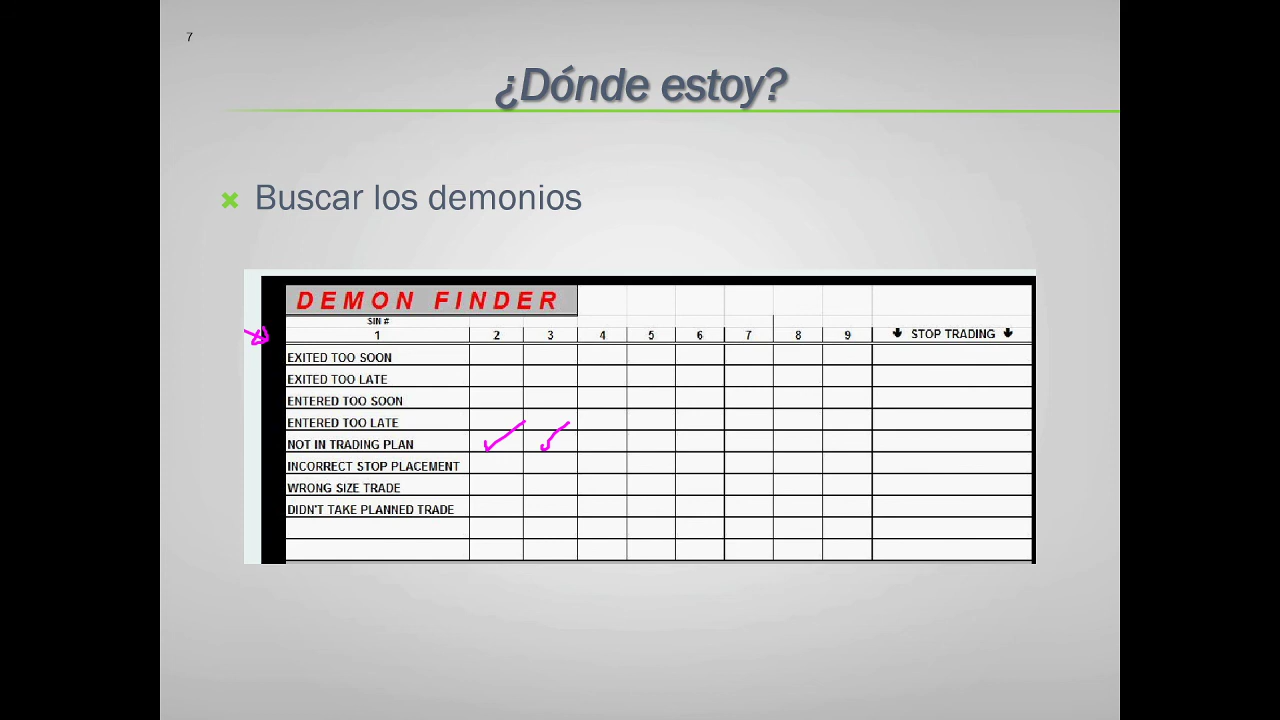 7
¿Dónde estoy?
Buscar los demonios
DEMON FINDER
SIN #
1 2 3 4 5 6 7 8 9 STOP TRADING
EXITED TOO SOON
EXITED TOO LATE
ENTERED TOO SOON
ENTERED TOO LATE
NOT IN TRADING PLAN
INCORRECT STOP PLACEMENT
WRONG SIZE TRADE
DIDN'T TAKE PLANNED TRADE